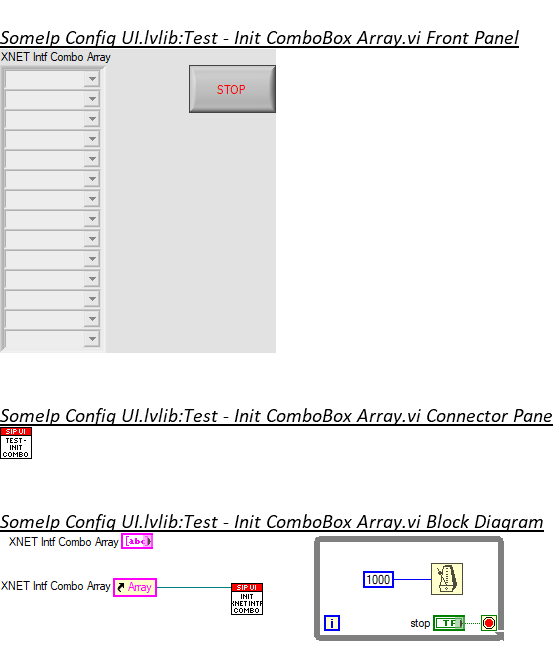 SomeIp Config UI.lvlib:Test - Init ComboBox Array.vi Front Panel
XNET Intf Combo Array
STOP
SomeIp Config UI.lvlib:Test - Init ComboBox Array.vi Connector Pane
SIP UI
TEST-
INIT
COMBO
SomeIp Config UI.lvlib:Test - Init ComboBox Array.vi Block Diagram
XNET Intf Combo Array
abc
XNET Intf Combo Array
Array
SIP UI
INIT
XNET INTF
COMBO
1000
i
stop
TF